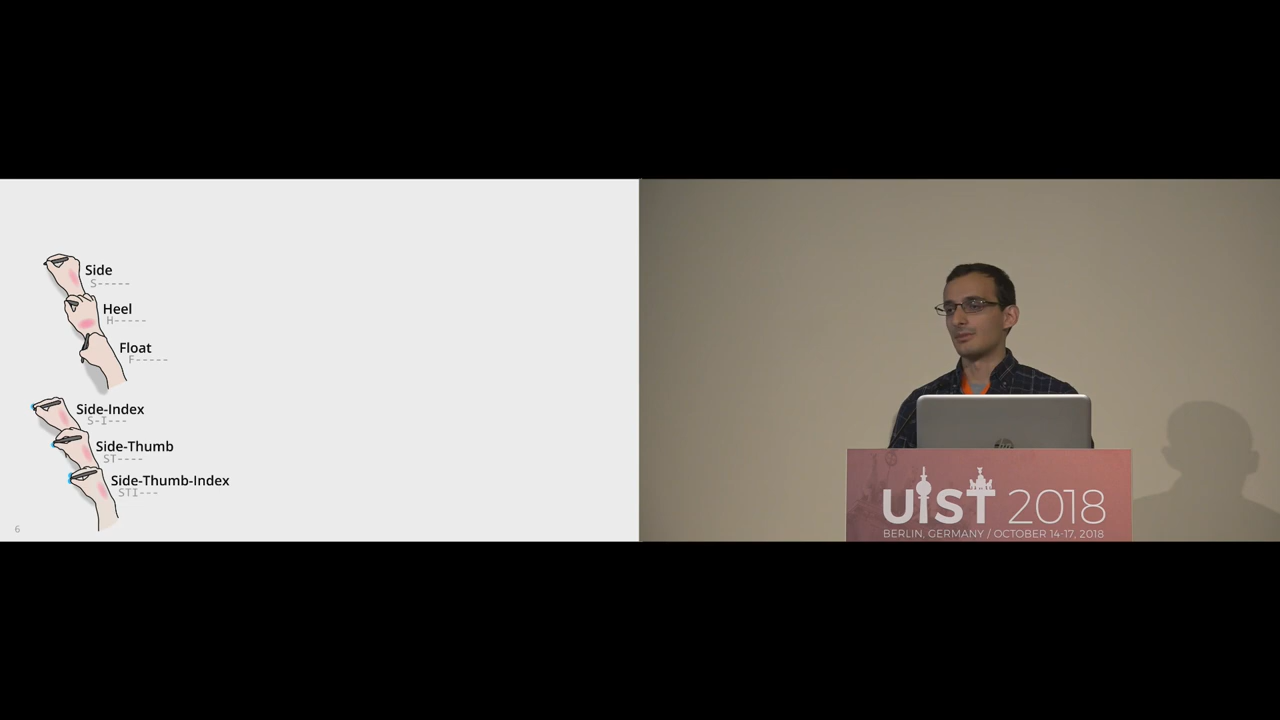 Side
S-----
Heel
H-----
Float
F-----
Side-Index
S-I---
Side-Thumb
ST----
Side-Thumb-Index
STI---
6
UIST 2018
BERLIN, GERMANY / OCTOBER 14-17, 2018